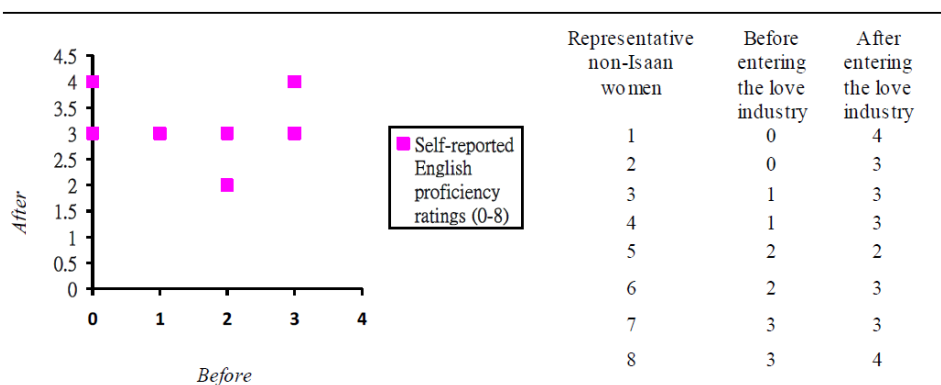 4.5
4
3.5
3
2.5
2
1.5
1
0.5
0
After
0 1 2 3 4
Before
Self-reported
English
proficiency
ratings (0-8)
Representative Before After
non-Isaan entering entering
women the love the love
industry industry
1 0 4
2 0 3
3 1 3
4 1 3
5 2 2
6 2 3
7 3 3
8 3 4